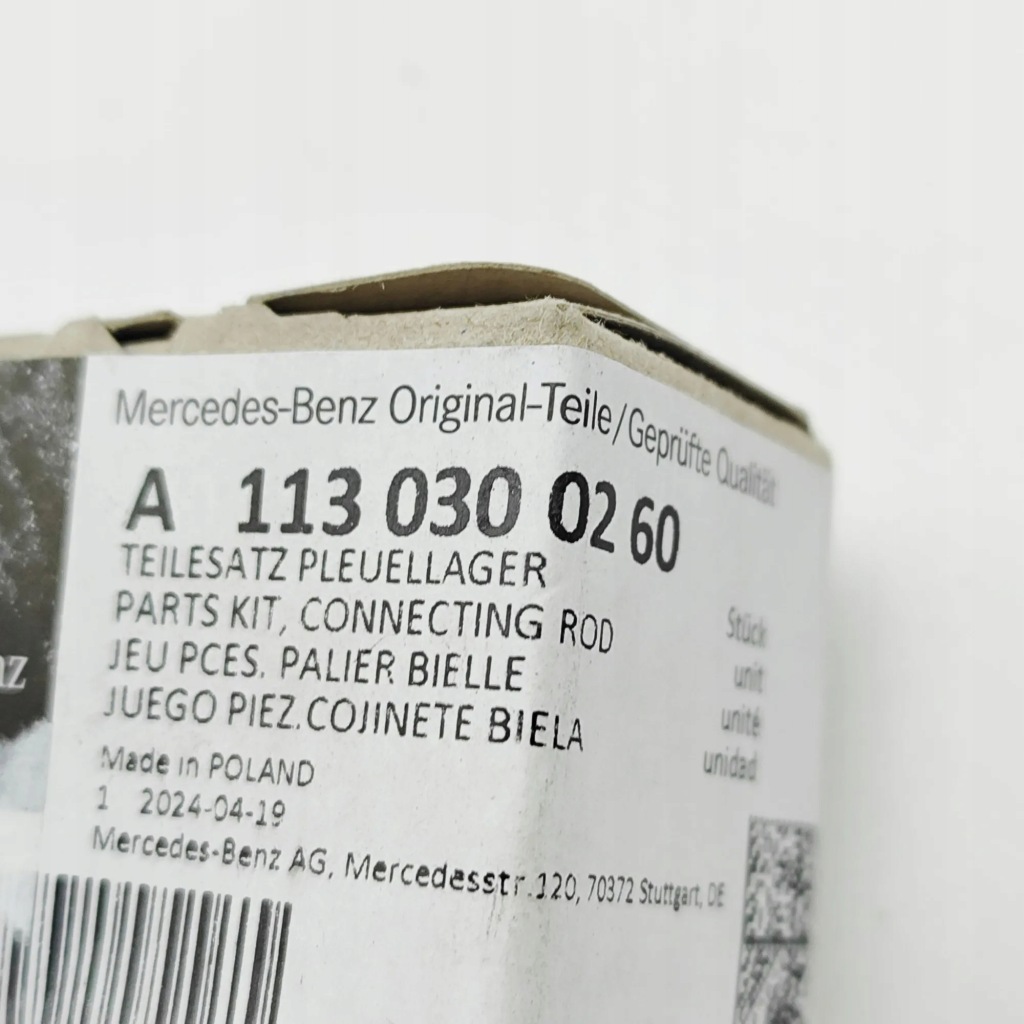 Mercedes-Benz Original-Teile/Geprüfte Qualität
A 113 030 02 60
TEILESATZ PLEUELLAGER
PARTS KIT, CONNECTING ROD
JEU PCES. PALIER BIELLE
JUEGO PIEZ.COJINETE BIELA
Stück
unit
unité
unidad
Made in POLAND
1 2024-04-19
Mercedes-Benz AG, Mercedesstr.120, 70372 Stuttgart, DE